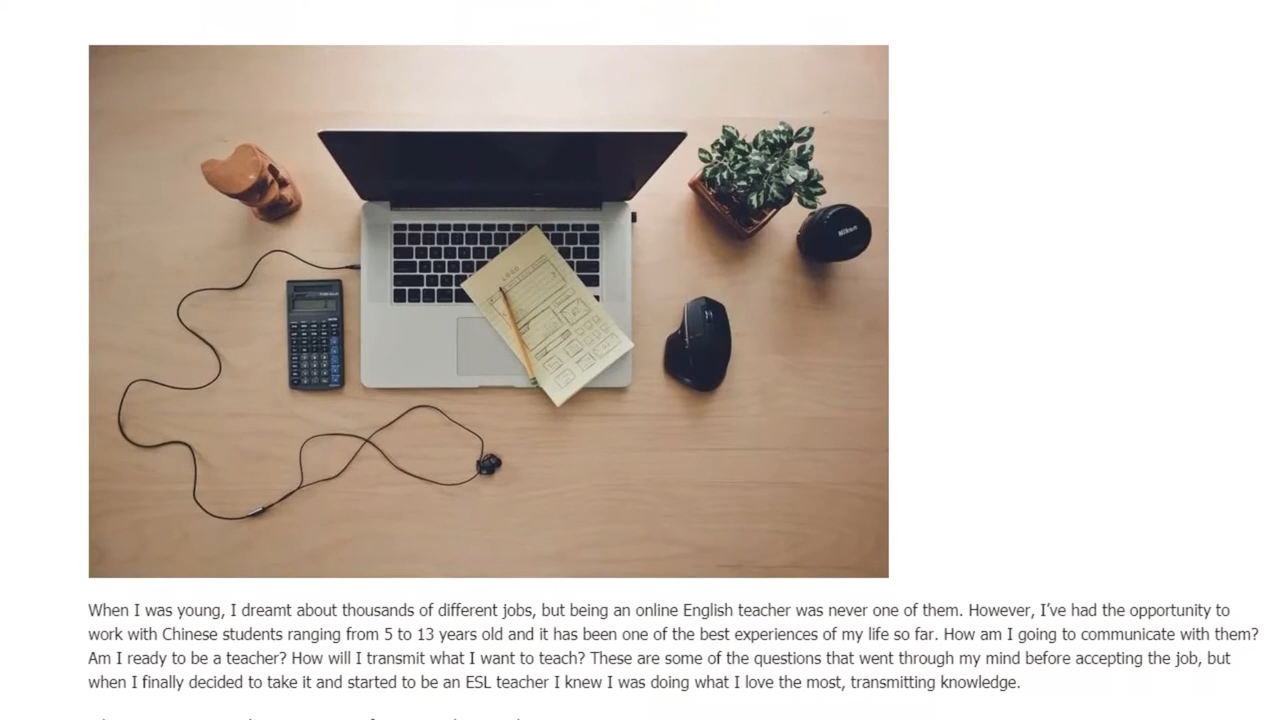 Nikon
LOGO
When I was young, I dreamt about thousands of different jobs, but being an online English teacher was never one of them. However, I’ve had the opportunity to
work with Chinese students ranging from 5 to 13 years old and it has been one of the best experiences of my life so far. How am I going to communicate with them?
Am I ready to be a teacher? How will I transmit what I want to teach? These are some of the questions that went through my mind before accepting the job, but
when I finally decided to take it and started to be an ESL teacher I knew I was doing what I love the most, transmitting knowledge.